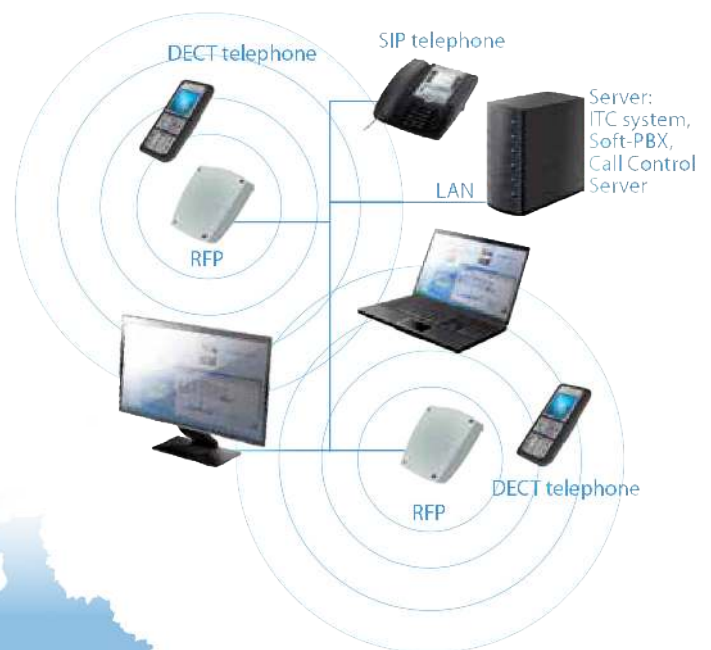 DECT telephone
SIP telephone
Server:
ITC system,
Soft-PBX,
Call Control
Server
LAN
RFP
DECT telephone
RFP